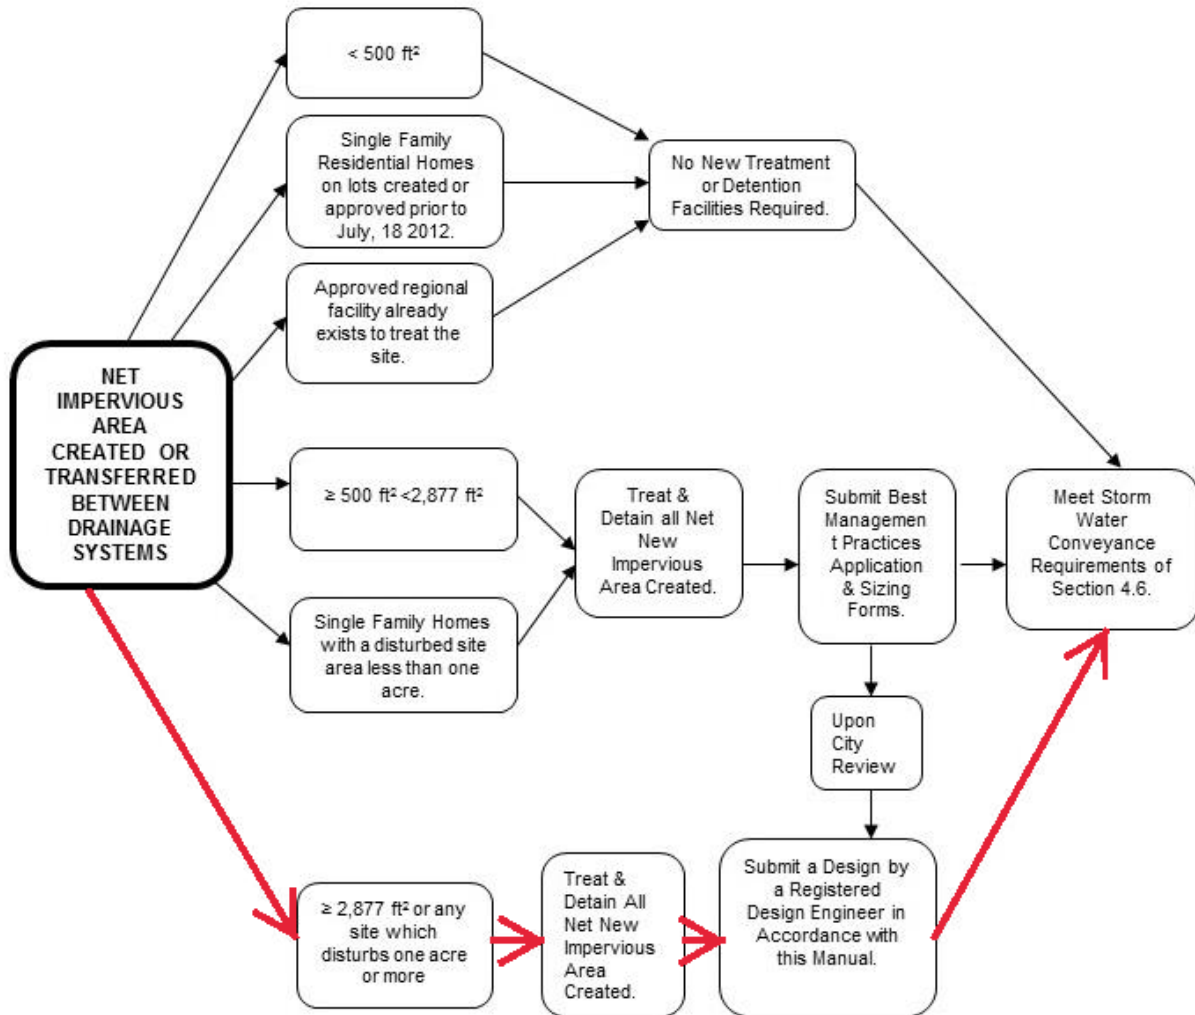 < 500 ft²
Single Family
Residential Homes
on lots created or
approved prior to
July, 18 2012.
No New Treatment
or Detention
Facilities Required.
Approved regional
facility already
exists to treat the
site.
NET
IMPERVIOUS
AREA
CREATED OR
TRANSFERRED
BETWEEN
DRAINAGE
SYSTEMS
≥ 500 ft² <2,877 ft²
Single Family Homes
with a disturbed site
area less than one
acre.
Treat &
Detain all Net
New
Impervious
Area Created.
Submit Best
Managemen
t Practices
Application
& Sizing
Forms.
Meet Storm
Water
Conveyance
Requirements of
Section 4.6.
Upon
City
Review
≥ 2,877 ft² or any
site which
disturbs one acre
or more
Treat &
Detain All
Net New
Impervious
Area
Created.
Submit a Design by
a Registered
Design Engineer in
Accordance with
this Manual.